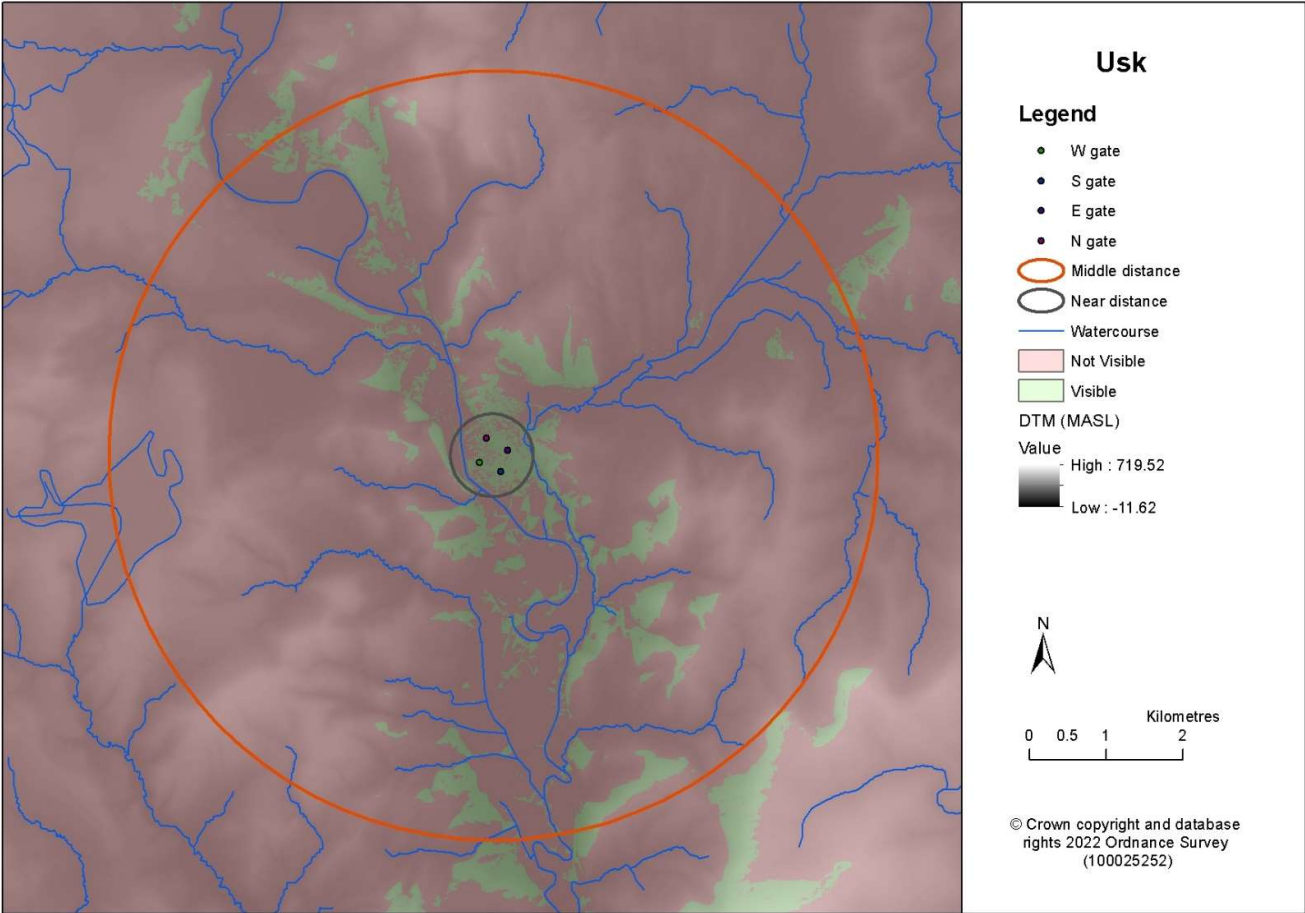 Usk
Legend
W gate
S gate
E gate
N gate
Middle distance
Near distance
Watercourse
Not Visible
Visible
DTM (MASL)
Value
High : 719.52
Low : -11.62
N
Kilometres
0 0.5 1 2
© Crown copyright and database
rights 2022 Ordnance Survey
(100025252)